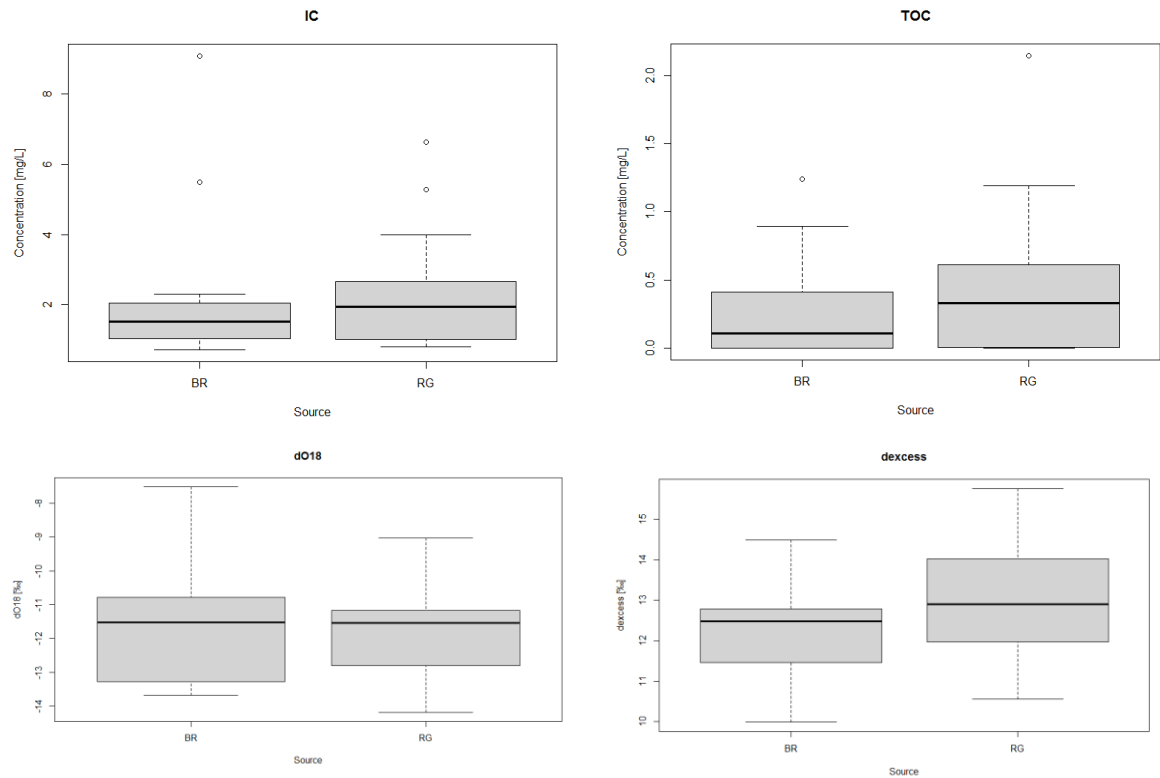 IC
Concentration [mg/L]
8
6
4
2
BR
RG
Source
TOC
Concentration [mg/L]
2.0
1.5
1.0
0.5
0.0
BR
RG
Source
dO18
dO18 [‰]
-8
-9
-10
-11
-12
-13
-14
BR
RG
Source
dexcess
dexcess [‰]
15
14
13
12
11
10
BR
RG
Source